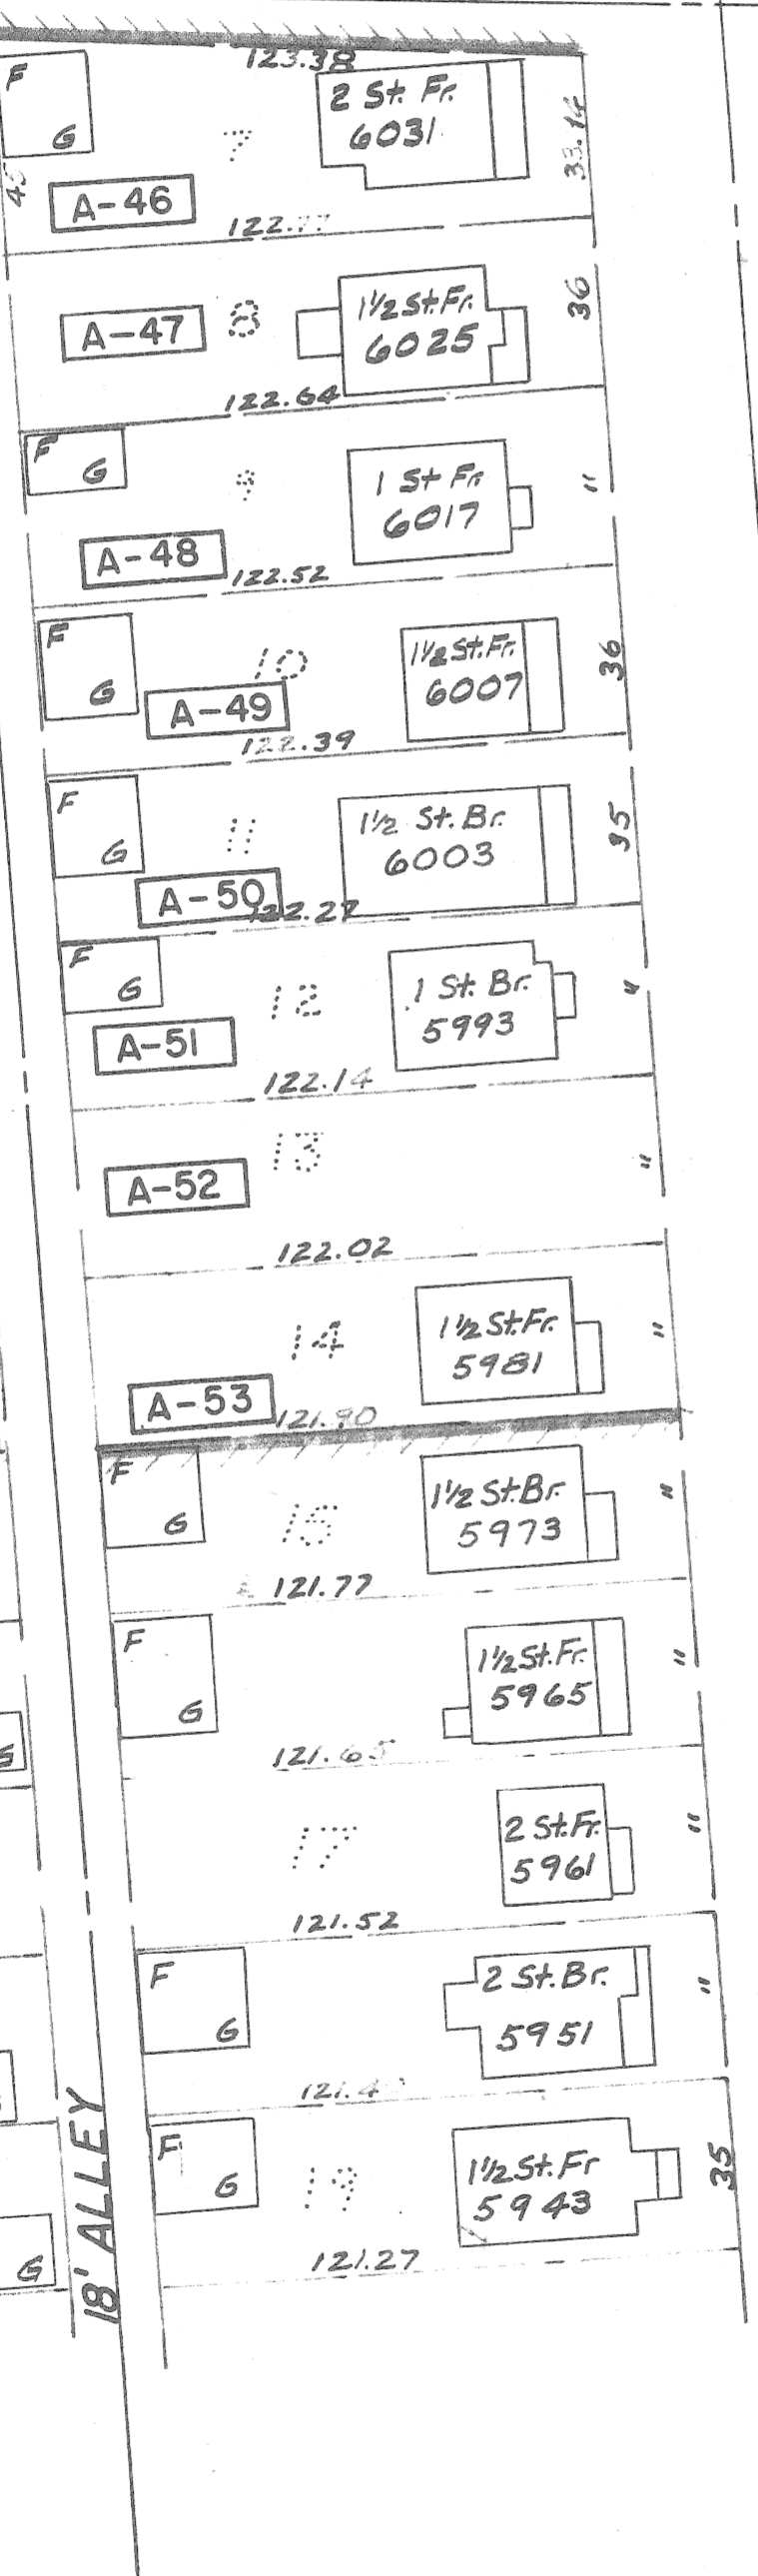 123.38
F
G
7
2 St. Fr.
6031
33.14
A-46
122.77
A-47
8
1½ St. Fr.
6025
36
122.64
F
G
9
1 St Fr.
6017
"
A-48
122.52
F
G
10
1½ St. Fr.
6007
36
A-49
122.39
F
G
11
1½ St. Br.
6003
35
A-50
122.27
F
G
12
1 St. Br.
5993
"
A-51
122.14
13
"
A-52
122.02
14
1½ St. Fr.
5981
"
A-53
121.90
F
G
15
1½ St. Br.
5973
"
121.77
F
G
1½ St. Fr.
5965
"
121.65
17
2 St. Fr.
5961
"
121.52
F
G
2 St. Br.
5951
"
F
G
19
1½ St. Fr
5943
35
121.27
G
18' ALLEY